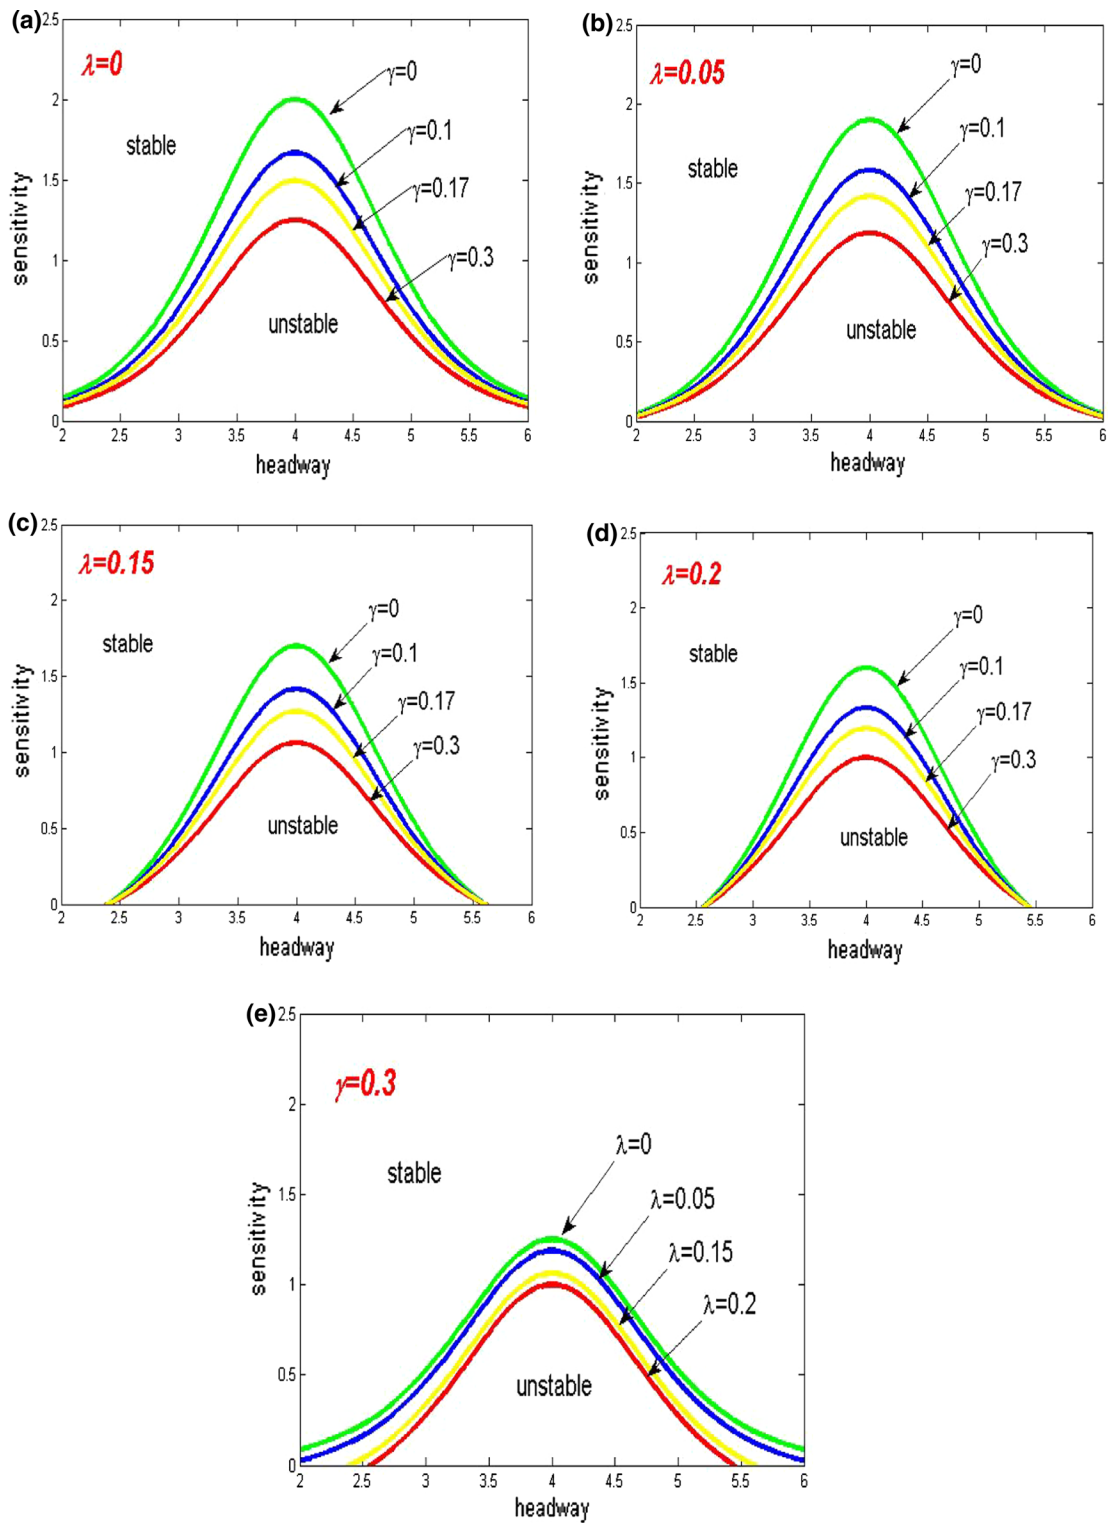 (a)
2.5
λ=0
γ=0
2
stable
γ=0.1
1.5
γ=0.17
sensitivity
1
γ=0.3
unstable
0.5
0
2 2.5 3 3.5 4 4.5 5 5.5 6
headway
(b)
2.5
λ=0.05
γ=0
2
γ=0.1
stable
1.5
γ=0.17
sensitivity
γ=0.3
1
unstable
0.5
0
2 2.5 3 3.5 4 4.5 5 5.5 6
headway
(c)
2.5
λ=0.15
2
γ=0
stable
γ=0.1
1.5
γ=0.17
sensitivity
1
γ=0.3
unstable
0.5
0
2 2.5 3 3.5 4 4.5 5 5.5 6
headway
(d)
2.5
λ=0.2
2
γ=0
stable
γ=0.1
1.5
γ=0.17
sensitivity
γ=0.3
1
unstable
0.5
0
2 2.5 3 3.5 4 4.5 5 5.5 6
headway
(e)
2.5
γ=0.3
2
λ=0
stable
λ=0.05
1.5
λ=0.15
sensitivity
λ=0.2
1
unstable
0.5
0
2 2.5 3 3.5 4 4.5 5 5.5 6
headway